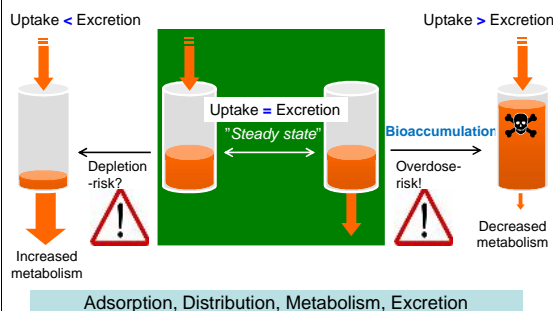 Uptake < Excretion
Uptake > Excretion
Uptake = Excretion
"Steady state"
Bioaccumulation
Depletion
-risk?
Overdose-
risk!
Increased
metabolism
Decreased
metabolism
Adsorption, Distribution, Metabolism, Excretion